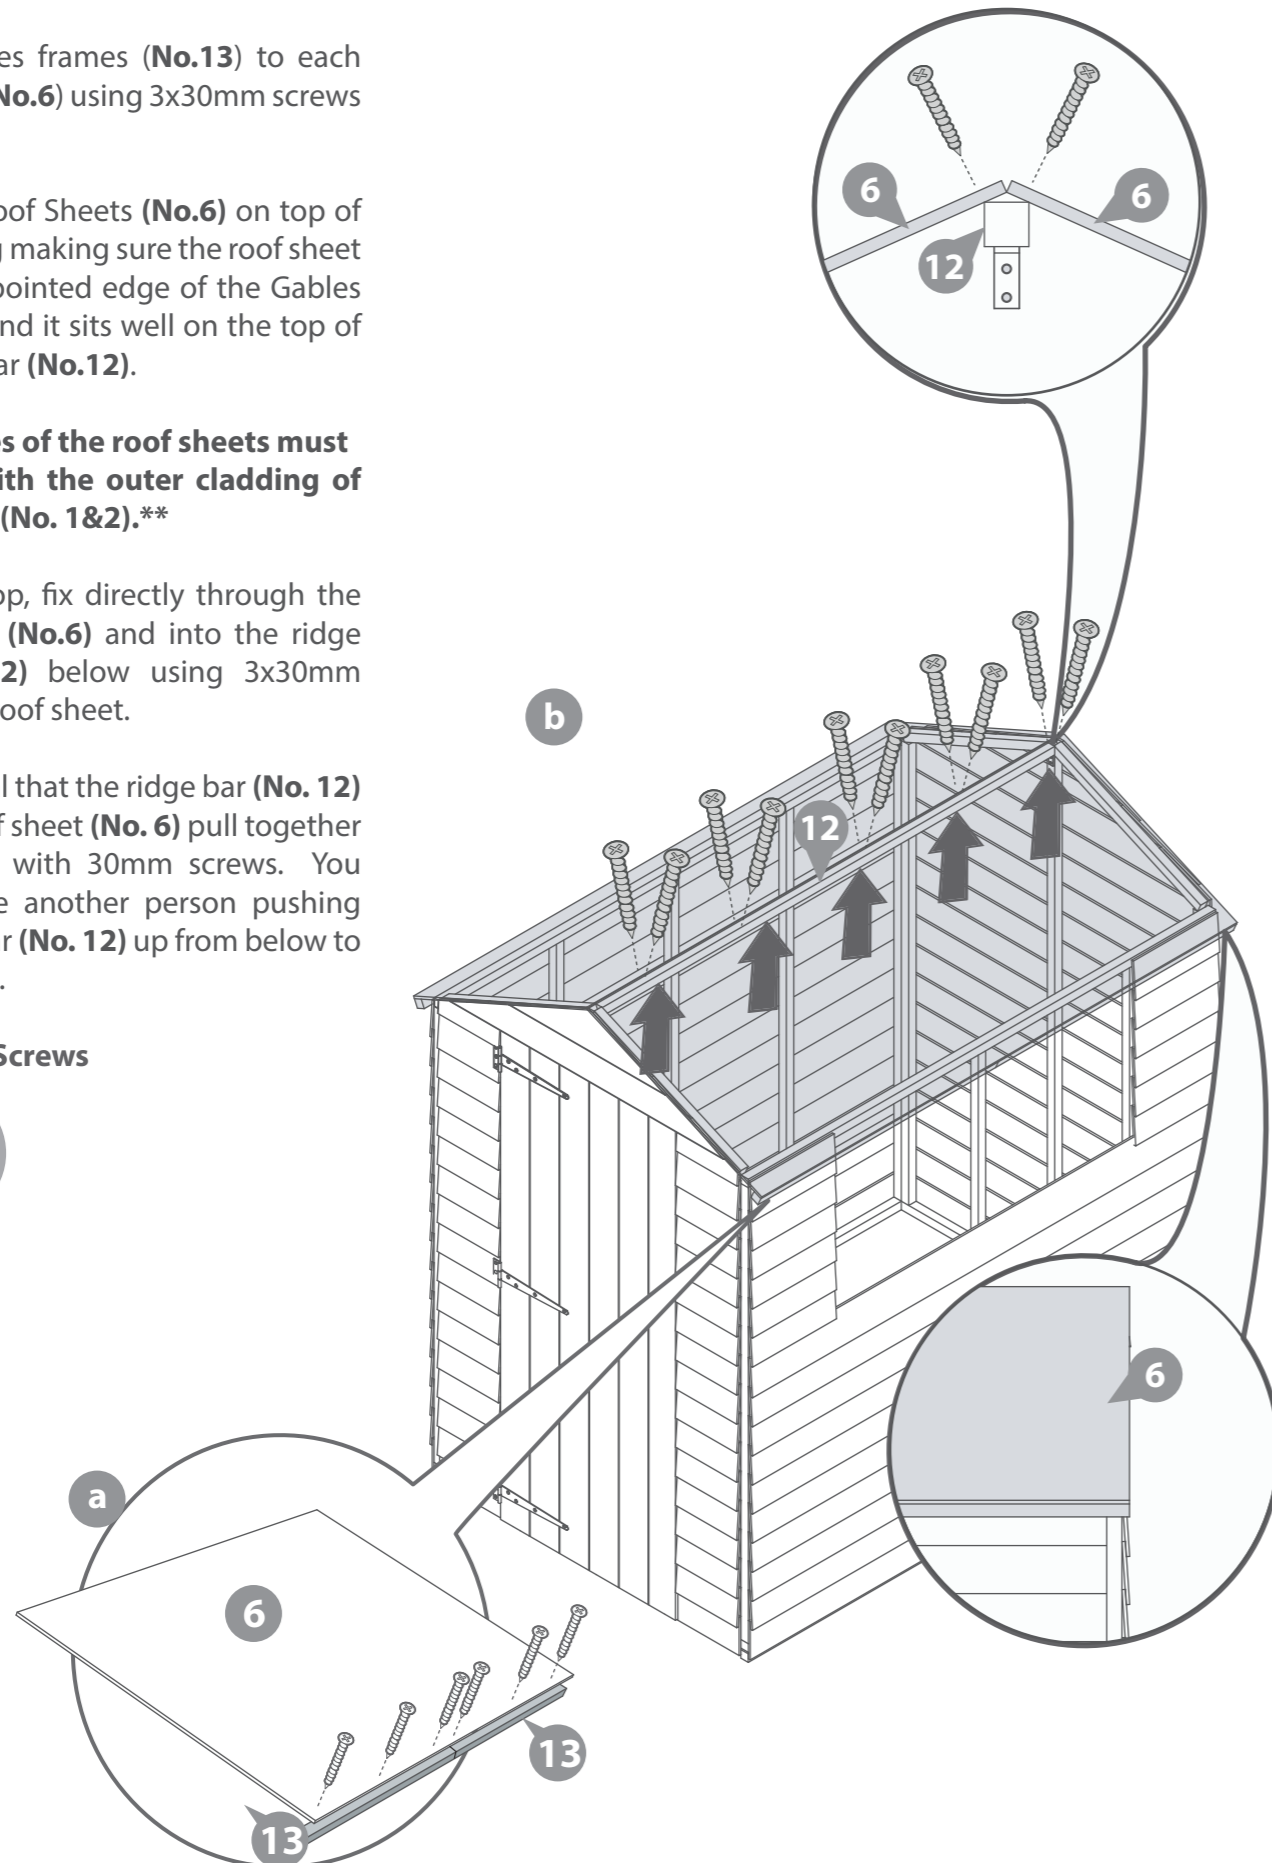 es frames (No.13) to each
No.6) using 3x30mm screws
oof Sheets (No.6) on top of
g making sure the roof sheet
pointed edge of the Gables
nd it sits well on the top of
ar (No.12).
es of the roof sheets must
ith the outer cladding of
(No. 1&2).**
op, fix directly through the
(No.6) and into the ridge
2) below using 3x30mm
roof sheet.
l that the ridge bar (No. 12)
f sheet (No. 6) pull together
with 30mm screws. You
e another person pushing
r (No. 12) up from below to
.
Screws
6
6
12
b
12
6
a
6
13
13